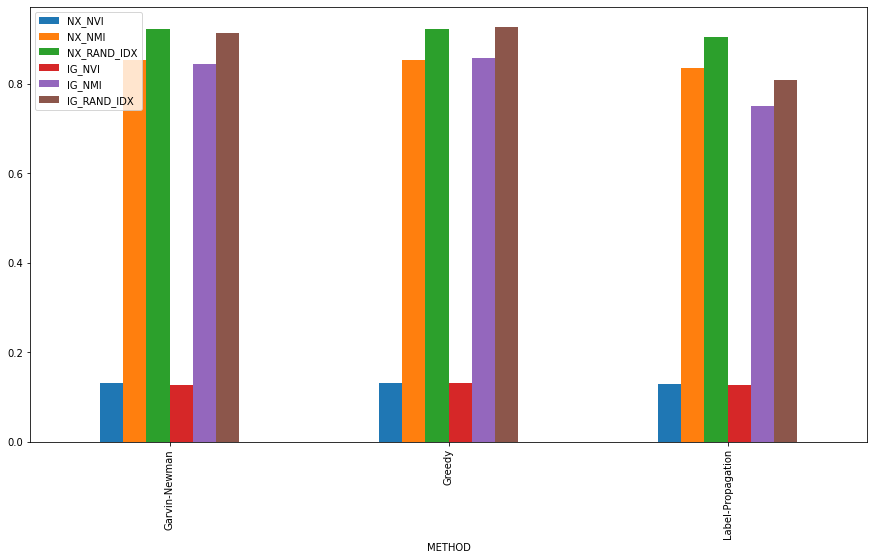 NX_NVI
NX_NMI
NX_RAND_IDX
IG_NVI
IG_NMI
IG_RAND_IDX
0.8
0.6
0.4
0.2
0.0
Garvin-Newman
Greedy
Label-Propagation
METHOD